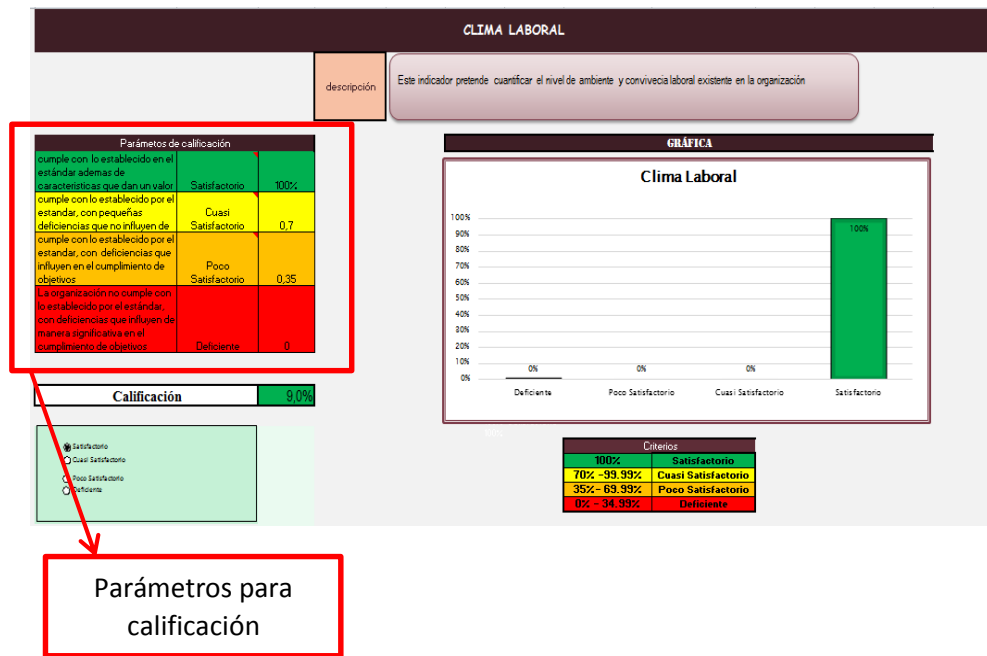 CLIMA LABORAL
descripción
Este indicador pretende cuantificar el nivel de ambiente y convivecia laboral existente en la organización
Parámetos de calificación
cumple con lo establecido en el
estándar ademas de
caracteristicas que dan un valor
Satisfactorio
100%
cumple con lo establecido por el
estandar, con pequeñas
deficiencias que no influyen de
Cuasi
Satisfactorio
0,7
cumple con lo establecido por el
estandar, con deficiencias que
influyen en el cumplimiento de
objetivos
Poco
Satisfactorio
0,35
La organización no cumple con
lo establecido por el estándar,
con deficiencias que influyen de
manera significativa en el
cumplimiento de objetivos
Deficiente
0
Calificación 9,0%
Satisfactorio
Cuasi Satisfactorio
Poco Satisfactorio
Deficiente
GRÁFICA
Clima Laboral
100%
90%
80%
70%
60%
50%
40%
30%
20%
10%
0%
0% 0% 0% 100%
Deficiente Poco Satisfactorio Cuasi Satisfactorio Satisfactorio
100%
Criterios
100% Satisfactorio
70% -99.99% Cuasi Satisfactorio
35%- 69.99% Poco Satisfactorio
0% - 34.99% Deficiente
Parámetros para
calificación